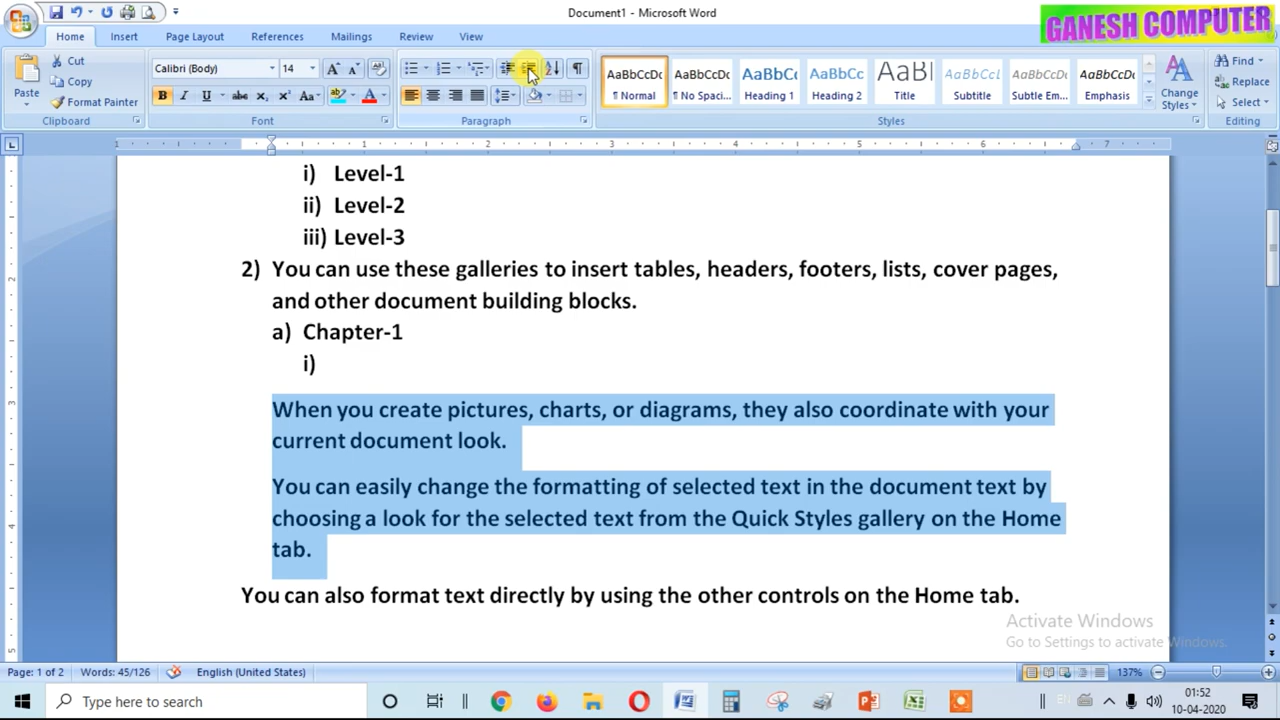 Document1 - Microsoft Word
GANESH COMPUTER
Home Insert Page Layout References Mailings Review View
Paste Cut Copy Format Painter Clipboard
Calibri (Body) 14 Font
Paragraph
AaBbCcDc AaBbCcDc AaBbCc AaBbCc AaBl AaBbCcL AaBbCcDc AaBbCcDc
¶ Normal ¶ No Spaci... Heading 1 Heading 2 Title Subtitle Subtle Em... Emphasis
Styles
Change Styles
Find Replace Select Editing
1 1 2 3 4 5 6 7
i) Level-1
ii) Level-2
iii) Level-3
2) You can use these galleries to insert tables, headers, footers, lists, cover pages,
and other document building blocks.
a) Chapter-1
i)
When you create pictures, charts, or diagrams, they also coordinate with your
current document look.
You can easily change the formatting of selected text in the document text by
choosing a look for the selected text from the Quick Styles gallery on the Home
tab.
You can also format text directly by using the other controls on the Home tab.
Activate Windows
Go to Settings to activate Windows.
Page: 1 of 2 Words: 45/126 English (United States) 137%
Type here to search
01:52
10-04-2020